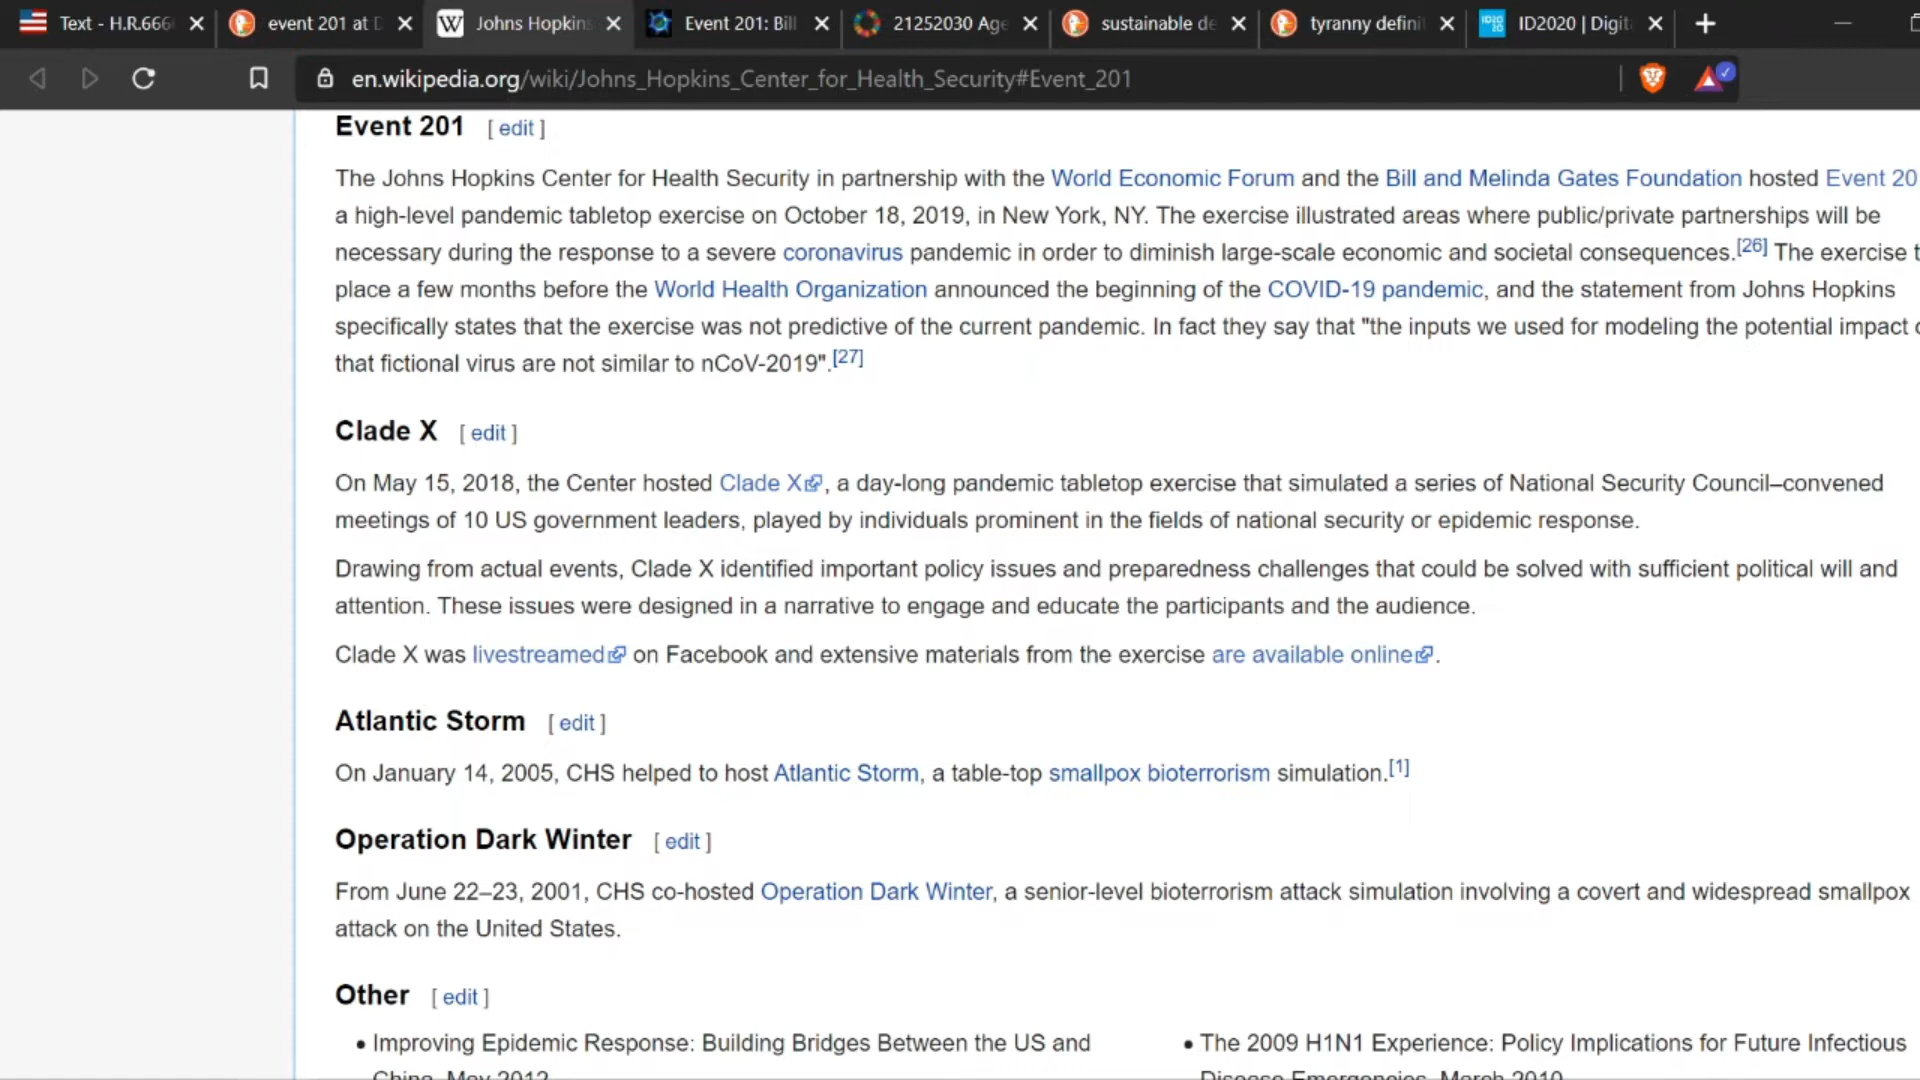 Text - H.R.666
event 201 at D
Johns Hopkins
Event 201: Bill
21252030 Age
sustainable de
tyranny defini
ID2020 | Digit
en.wikipedia.org/wiki/Johns_Hopkins_Center_for_Health_Security#Event_201
Event 201 [ edit ]
The Johns Hopkins Center for Health Security in partnership with the World Economic Forum and the Bill and Melinda Gates Foundation hosted Event 20
a high-level pandemic tabletop exercise on October 18, 2019, in New York, NY. The exercise illustrated areas where public/private partnerships will be
necessary during the response to a severe coronavirus pandemic in order to diminish large-scale economic and societal consequences.[26] The exercise t
place a few months before the World Health Organization announced the beginning of the COVID-19 pandemic, and the statement from Johns Hopkins
specifically states that the exercise was not predictive of the current pandemic. In fact they say that "the inputs we used for modeling the potential impact o
that fictional virus are not similar to nCoV-2019".[27]
Clade X [ edit ]
On May 15, 2018, the Center hosted Clade X, a day-long pandemic tabletop exercise that simulated a series of National Security Council–convened
meetings of 10 US government leaders, played by individuals prominent in the fields of national security or epidemic response.
Drawing from actual events, Clade X identified important policy issues and preparedness challenges that could be solved with sufficient political will and
attention. These issues were designed in a narrative to engage and educate the participants and the audience.
Clade X was livestreamed on Facebook and extensive materials from the exercise are available online.
Atlantic Storm [ edit ]
On January 14, 2005, CHS helped to host Atlantic Storm, a table-top smallpox bioterrorism simulation.[1]
Operation Dark Winter [ edit ]
From June 22–23, 2001, CHS co-hosted Operation Dark Winter, a senior-level bioterrorism attack simulation involving a covert and widespread smallpox
attack on the United States.
Other [ edit ]
• Improving Epidemic Response: Building Bridges Between the US and
China, May 2012
• The 2009 H1N1 Experience: Policy Implications for Future Infectious
Disease Emergencies, March 2010